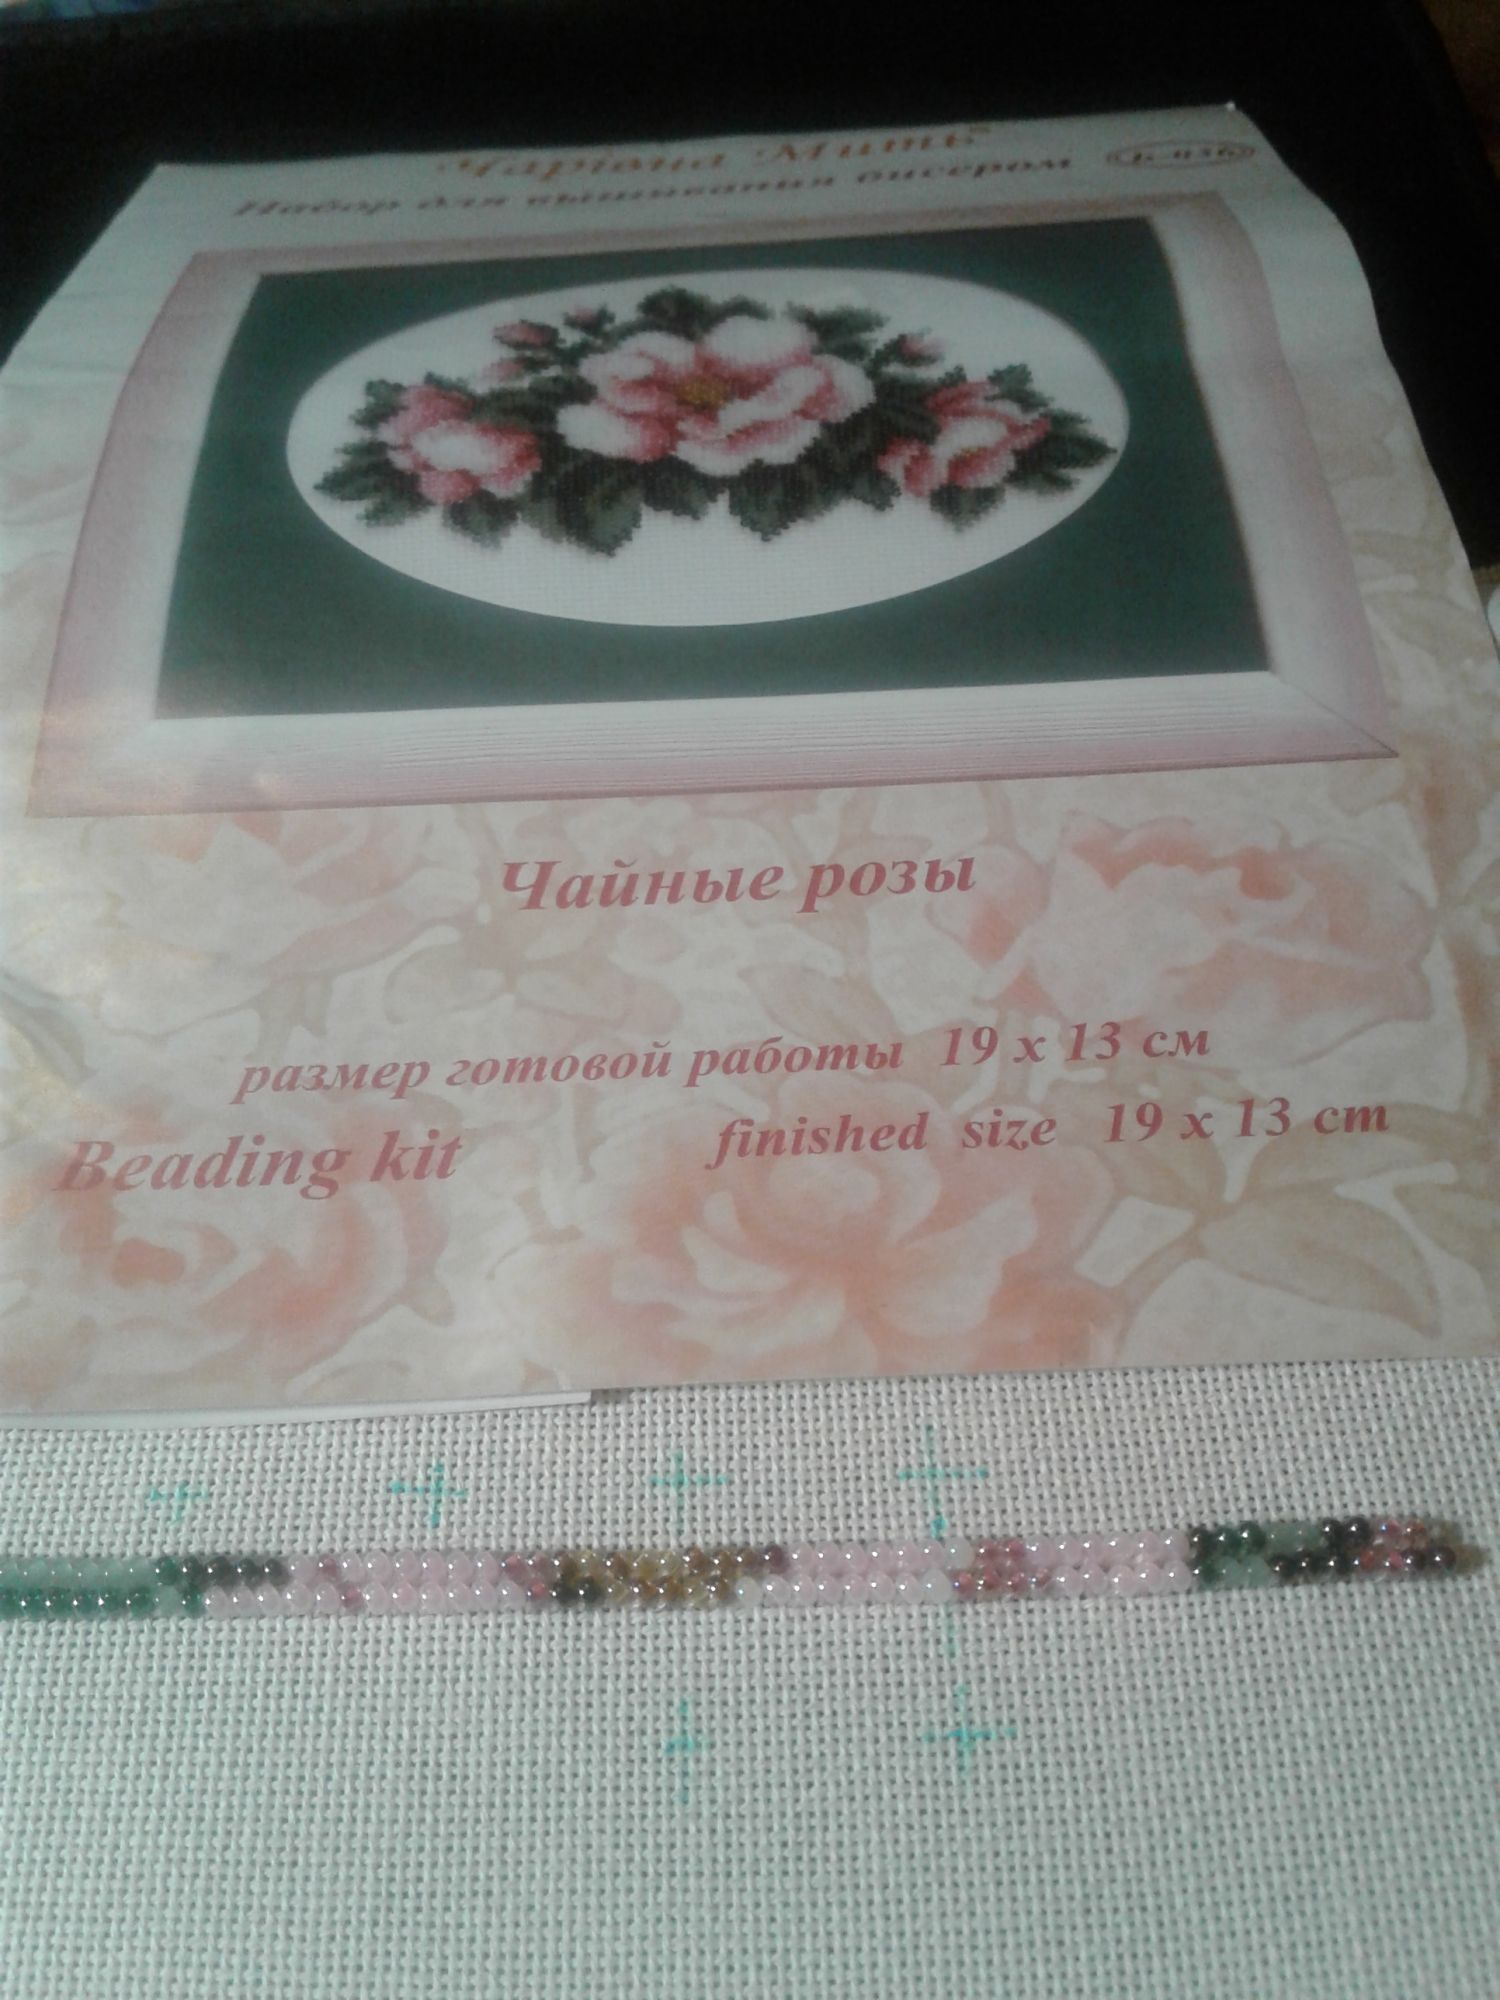 Чарівна Мить
Набор для вышивания бисером
Чайные розы
размер готовой работы 19 х 13 см
Beading kit finished size 19 x 13 cm